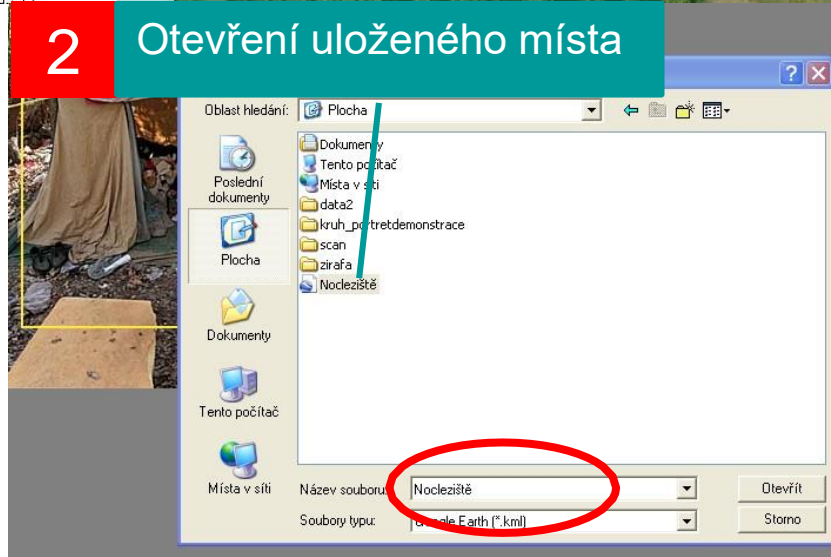 2
Otevření uloženého místa
Oblast hledání: Plocha
Poslední
dokumenty
Plocha
Dokumenty
Tento počítač
Místa v síti
Dokumenty
Tento počítač
Místa v síti
data2
kruh_portretdemonstrace
scan
zirafa
Nocleziště
Název souboru: Nocleziště
Otevřít
Soubory typu: Google Earth (*.kml)
Storno